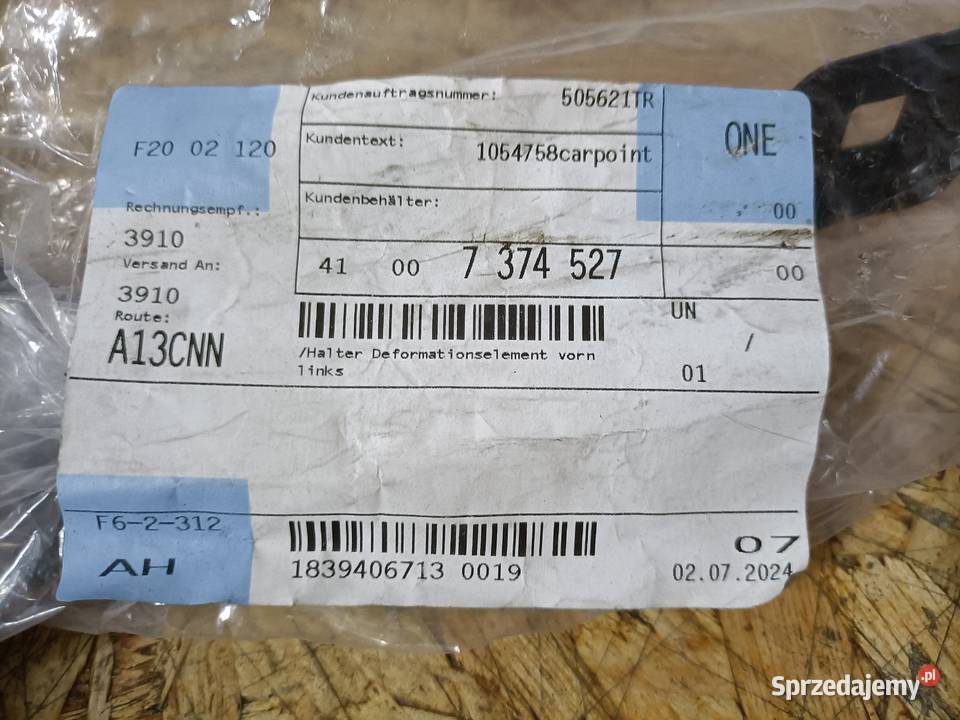 Kundenauftragsnummer: 505621TR
F20 02 120
Kundentext: 1054758carpoint
ONE
Kundenbehälter:
00
Rechnungsempf.:
3910
41 00 7 374 527
00
Versand An:
3910
Route:
A13CNN
UN
/Halter Deformationselement vorn
links
/
01
F6-2-312
AH
1839406713 0019
07
02.07.2024
Sprzedajemy.pl